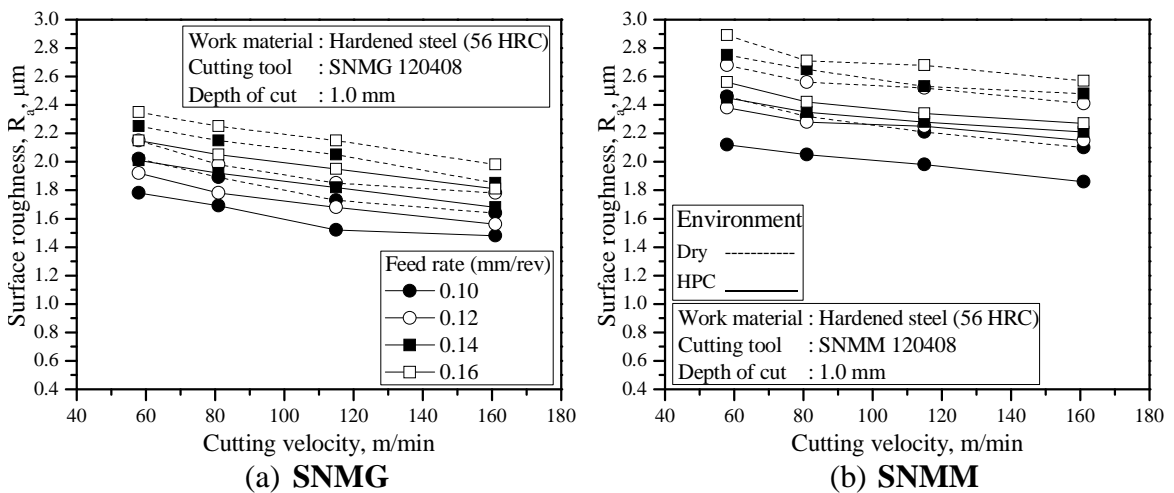 Surface roughness, Ra, μm
3.0
2.8
2.6
2.4
2.2
2.0
1.8
1.6
1.4
1.2
1.0
0.8
0.6
0.4
Work material : Hardened steel (56 HRC)
Cutting tool : SNMG 120408
Depth of cut : 1.0 mm
Feed rate (mm/rev)
0.10
0.12
0.14
0.16
40 60 80 100 120 140 160 180
Cutting velocity, m/min
(a) SNMG
Surface roughness, Ra, μm
3.0
2.8
2.6
2.4
2.2
2.0
1.8
1.6
1.4
1.2
1.0
0.8
0.6
0.4
Environment
Dry
HPC
Work material : Hardened steel (56 HRC)
Cutting tool : SNMM 120408
Depth of cut : 1.0 mm
40 60 80 100 120 140 160 180
Cutting velocity, m/min
(b) SNMM